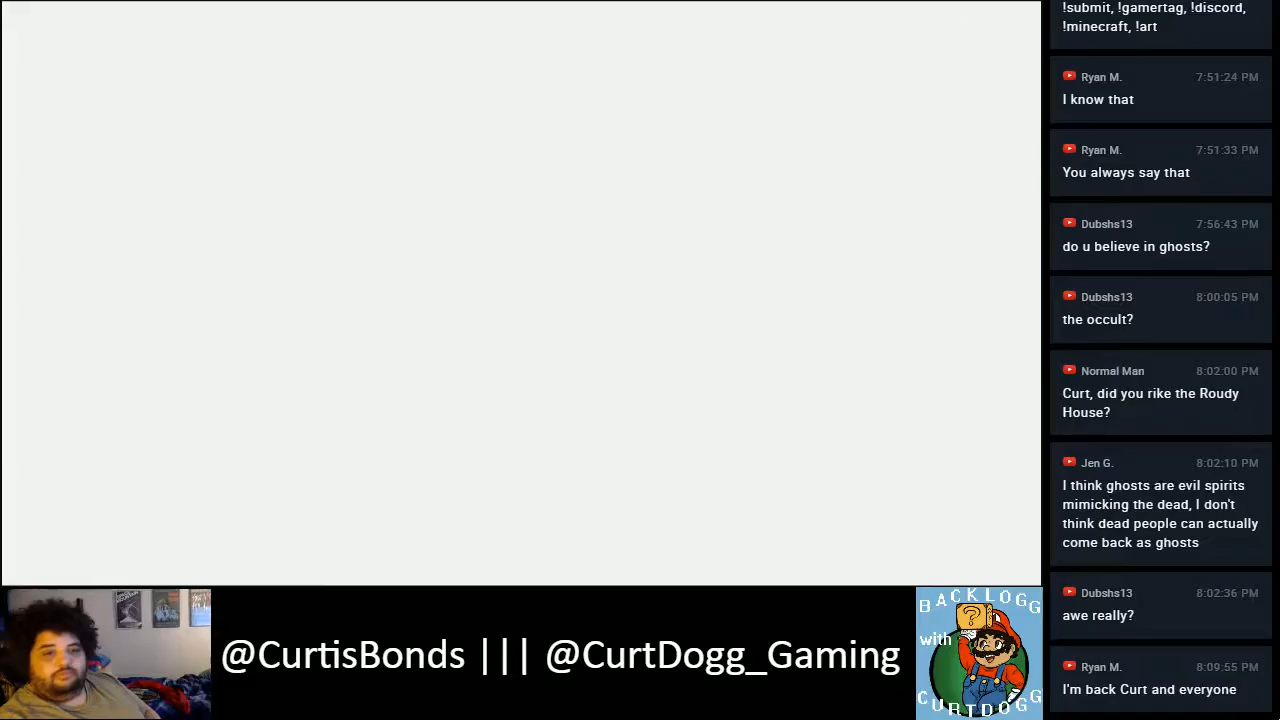 !submit, !gamertag, !discord,
!minecraft, !art
Ryan M. 7:51:24 PM
I know that
Ryan M. 7:51:33 PM
You always say that
Dubshs13 7:56:43 PM
do u believe in ghosts?
Dubshs13 8:00:05 PM
the occult?
Normal Man 8:02:00 PM
Curt, did you rike the Roudy
House?
Jen G. 8:02:10 PM
I think ghosts are evil spirits
mimicking the dead, I don't
think dead people can actually
come back as ghosts
Dubshs13 8:02:36 PM
awe really?
Ryan M. 8:09:55 PM
I'm back Curt and everyone
@CurtisBonds ||| @CurtDogg_Gaming
BACKLOGG
?
with
CURTDOGG